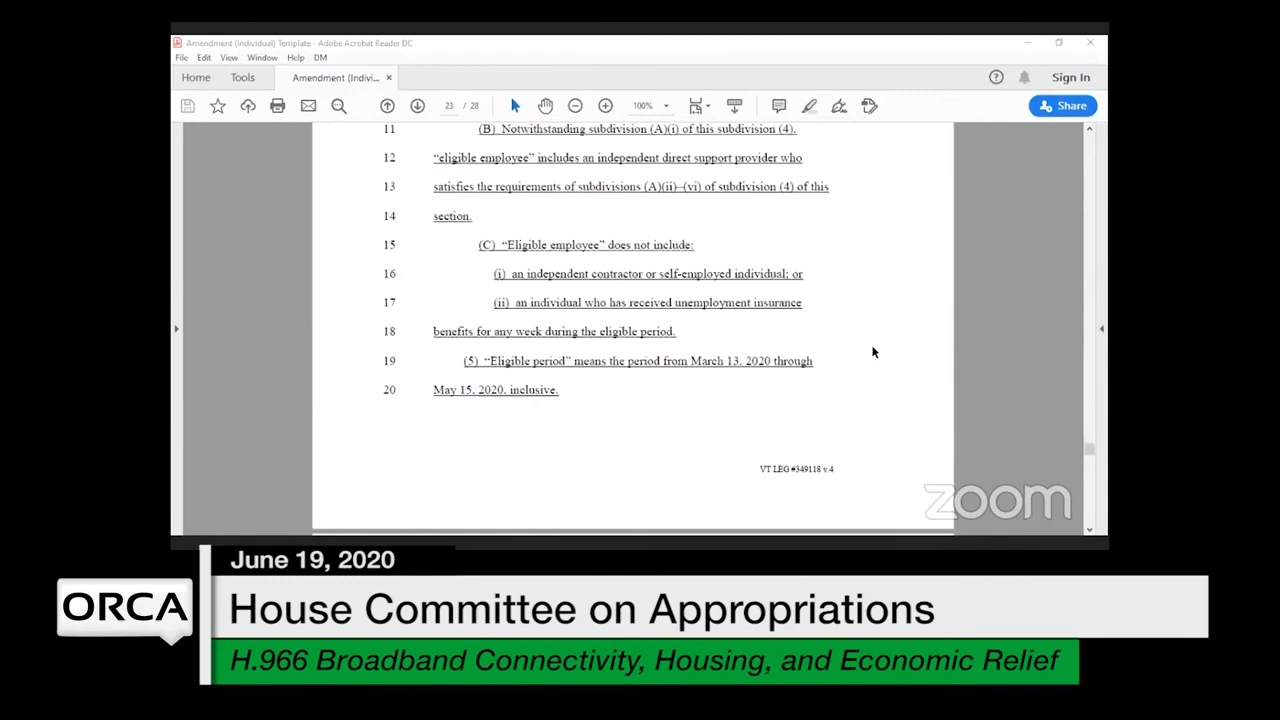 Amendment (Individual) Template - Adobe Acrobat Reader DC
File Edit View Window Help DM
Home Tools Amendment (Indivi... × Sign In
23 / 28 100% Share
11 (B) Notwithstanding subdivision (A)(i) of this subdivision (4),
12 “eligible employee” includes an independent direct support provider who
13 satisfies the requirements of subdivisions (A)(ii)–(vi) of subdivision (4) of this
14 section.
15 (C) “Eligible employee” does not include:
16 (i) an independent contractor or self-employed individual; or
17 (ii) an individual who has received unemployment insurance
18 benefits for any week during the eligible period.
19 (5) “Eligible period” means the period from March 13, 2020 through
20 May 15, 2020, inclusive.
VT LEG #349118 v.4
zoom
June 19, 2020
ORCA
House Committee on Appropriations
H.966 Broadband Connectivity, Housing, and Economic Relief